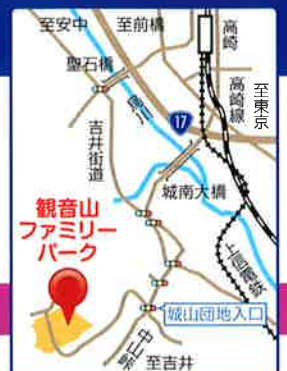 至安中
至前橋
高崎
聖石橋
烏川
17
高崎線
至東京
吉井街道
城南大橋
観音山
ファミリー
パーク
上信電鉄
城山団地入口
至吉井